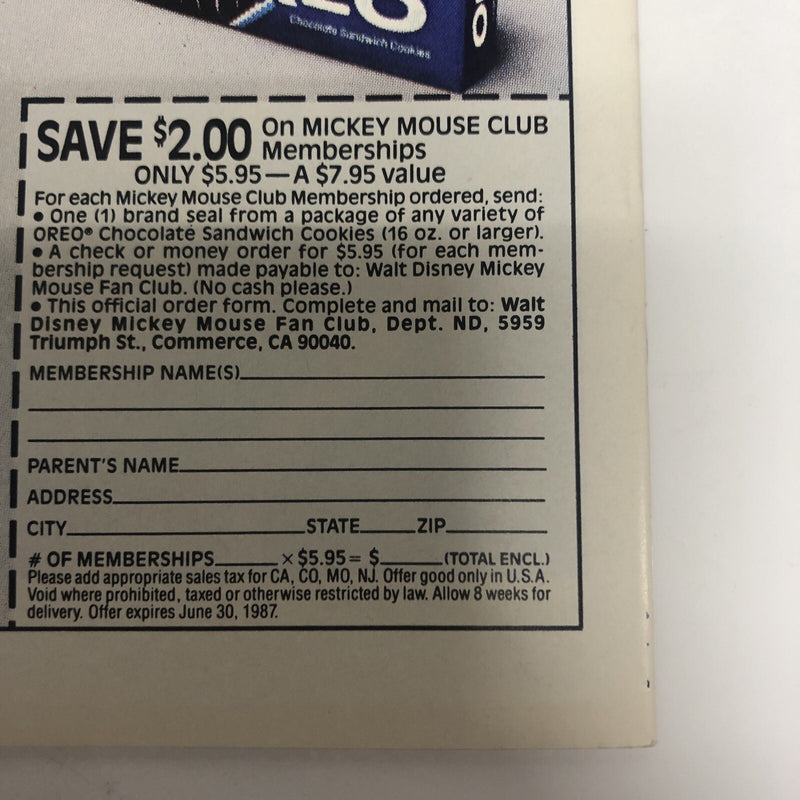 EO
Chocolate Sandwich Cookies
O
SAVE $2.00 On MICKEY MOUSE CLUB
Memberships
ONLY $5.95—A $7.95 value
For each Mickey Mouse Club Membership ordered, send:
• One (1) brand seal from a package of any variety of
OREO® Chocolate Sandwich Cookies (16 oz. or larger).
• A check or money order for $5.95 (for each mem-
bership request) made payable to: Walt Disney Mickey
Mouse Fan Club. (No cash please.)
• This official order form. Complete and mail to: Walt
Disney Mickey Mouse Fan Club, Dept. ND, 5959
Triumph St., Commerce, CA 90040.
MEMBERSHIP NAME(S)
PARENT'S NAME
ADDRESS
CITY STATE ZIP
# OF MEMBERSHIPS x $5.95 = $ (TOTAL ENCL.)
Please add appropriate sales tax for CA, CO, MO, NJ. Offer good only in U.S.A.
Void where prohibited, taxed or otherwise restricted by law. Allow 8 weeks for
delivery. Offer expires June 30, 1987.